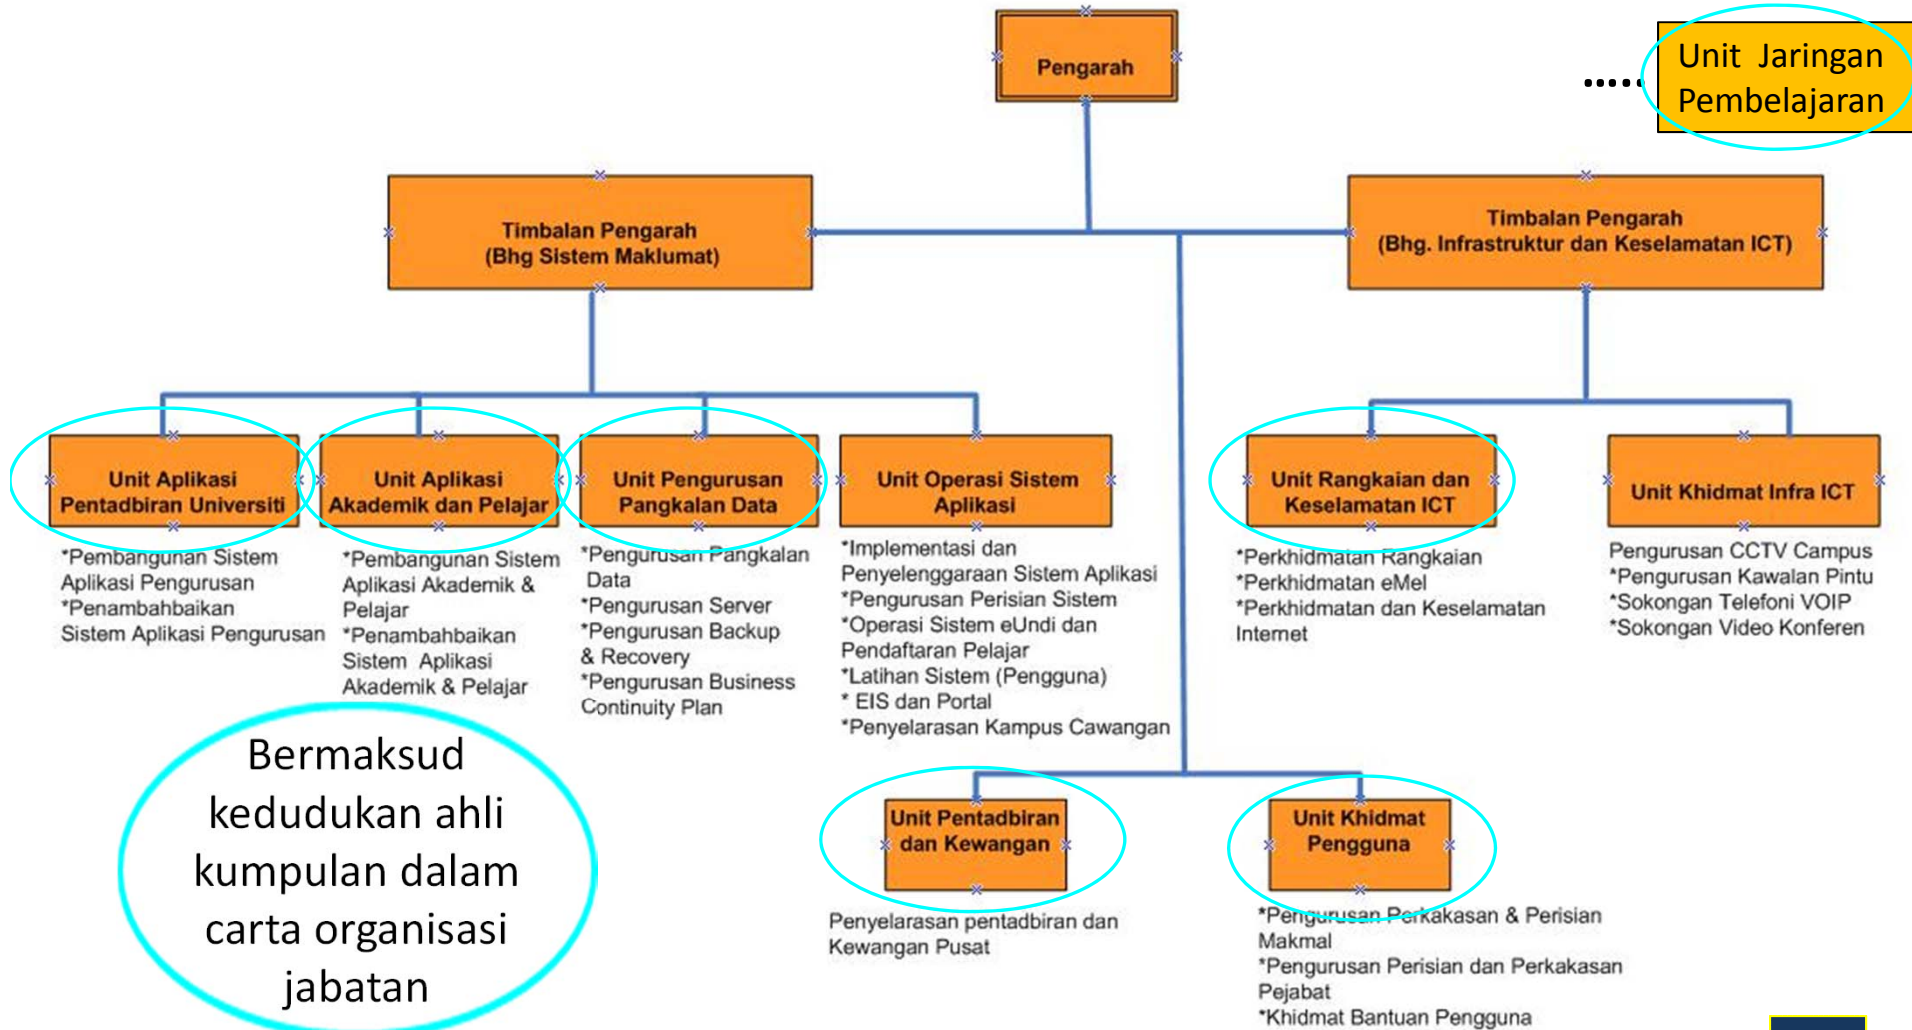 Pengarah
.....
Unit Jaringan
Pembelajaran
Timbalan Pengarah
(Bhg Sistem Maklumat)
Timbalan Pengarah
(Bhg. Infrastruktur dan Keselamatan ICT)
Unit Aplikasi
Pentadbiran Universiti
*Pembangunan Sistem
Aplikasi Pengurusan
*Penambahbaikan
Sistem Aplikasi Pengurusan
Unit Aplikasi
Akademik dan Pelajar
*Pembangunan Sistem
Aplikasi Akademik &
Pelajar
*Penambahbaikan
Sistem Aplikasi
Akademik & Pelajar
Unit Pengurusan
Pangkalan Data
*Pengurusan Pangkalan
Data
*Pengurusan Server
*Pengurusan Backup
& Recovery
*Pengurusan Business
Continuity Plan
Unit Operasi Sistem
Aplikasi
*Implementasi dan
Penyelenggaraan Sistem Aplikasi
*Pengurusan Perisian Sistem
*Operasi Sistem eUndi dan
Pendaftaran Pelajar
*Latihan Sistem (Pengguna)
* EIS dan Portal
*Penyelarasan Kampus Cawangan
Unit Rangkaian dan
Keselamatan ICT
*Perkhidmatan Rangkaian
*Perkhidmatan eMel
*Perkhidmatan dan Keselamatan
Internet
Unit Khidmat Infra ICT
Pengurusan CCTV Campus
*Pengurusan Kawalan Pintu
*Sokongan Telefoni VOIP
*Sokongan Video Konferen
Bermaksud
kedudukan ahli
kumpulan dalam
carta organisasi
jabatan
Unit Pentadbiran
dan Kewangan
Penyelarasan pentadbiran dan
Kewangan Pusat
Unit Khidmat
Pengguna
*Pengurusan Perkakasan & Perisian
Makmal
*Pengurusan Perisian dan Perkakasan
Pejabat
*Khidmat Bantuan Pengguna